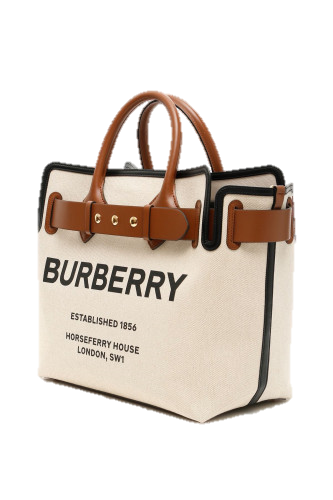 BURBERRY
ESTABLISHED 1856
HORSEFERRY HOUSE
LONDON, SW1